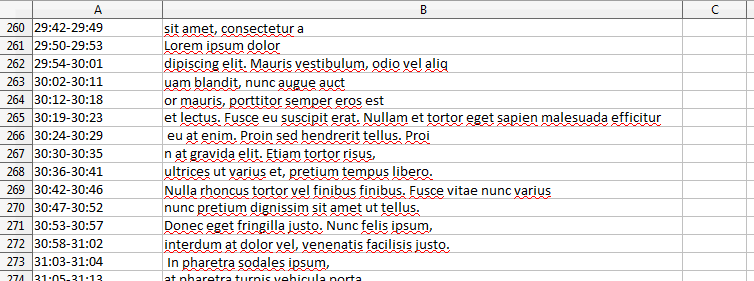 A B C
260 29:42-29:49 sit amet, consectetur a
261 29:50-29:53 Lorem ipsum dolor
262 29:54-30:01 dipiscing elit. Mauris vestibulum, odio vel aliq
263 30:02-30:11 uam blandit, nunc augue auct
264 30:12-30:18 or mauris, porttitor semper eros est
265 30:19-30:23 et lectus. Fusce eu suscipit erat. Nullam et tortor eget sapien malesuada efficitur
266 30:24-30:29 eu at enim. Proin sed hendrerit tellus. Proi
267 30:30-30:35 n at gravida elit. Etiam tortor risus,
268 30:36-30:41 ultrices ut varius et, pretium tempus libero.
269 30:42-30:46 Nulla rhoncus tortor vel finibus finibus. Fusce vitae nunc varius
270 30:47-30:52 nunc pretium dignissim sit amet ut tellus.
271 30:53-30:57 Donec eget fringilla justo. Nunc felis ipsum,
272 30:58-31:02 interdum at dolor vel, venenatis facilisis justo.
273 31:03-31:04 In pharetra sodales ipsum,
274 31:05-31:13 at pharetra turpis vehicula porta